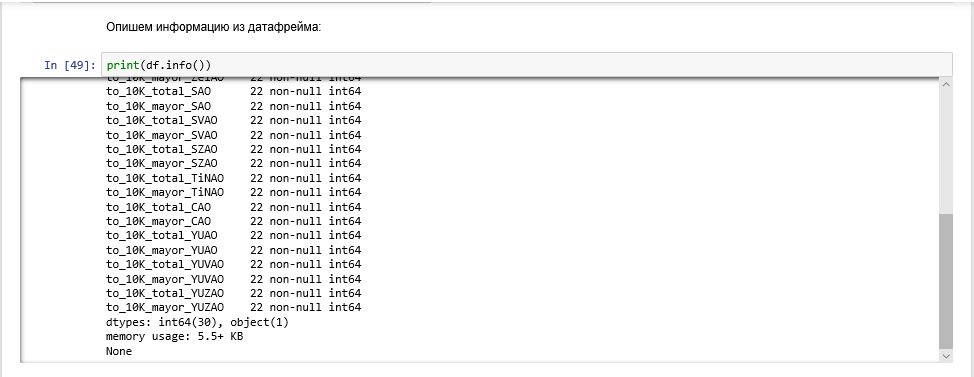 Опишем информацию из датафрейма:
In [49]: print(df.info())
to_10K_mayor_ZelAO 22 non-null int64
to_10K_total_SAO 22 non-null int64
to_10K_mayor_SAO 22 non-null int64
to_10K_total_SVAO 22 non-null int64
to_10K_mayor_SVAO 22 non-null int64
to_10K_total_SZAO 22 non-null int64
to_10K_mayor_SZAO 22 non-null int64
to_10K_total_TiNAO 22 non-null int64
to_10K_mayor_TiNAO 22 non-null int64
to_10K_total_CAO 22 non-null int64
to_10K_mayor_CAO 22 non-null int64
to_10K_total_YUAO 22 non-null int64
to_10K_mayor_YUAO 22 non-null int64
to_10K_total_YUVAO 22 non-null int64
to_10K_mayor_YUVAO 22 non-null int64
to_10K_total_YUZAO 22 non-null int64
to_10K_mayor_YUZAO 22 non-null int64
dtypes: int64(30), object(1)
memory usage: 5.5+ KB
None